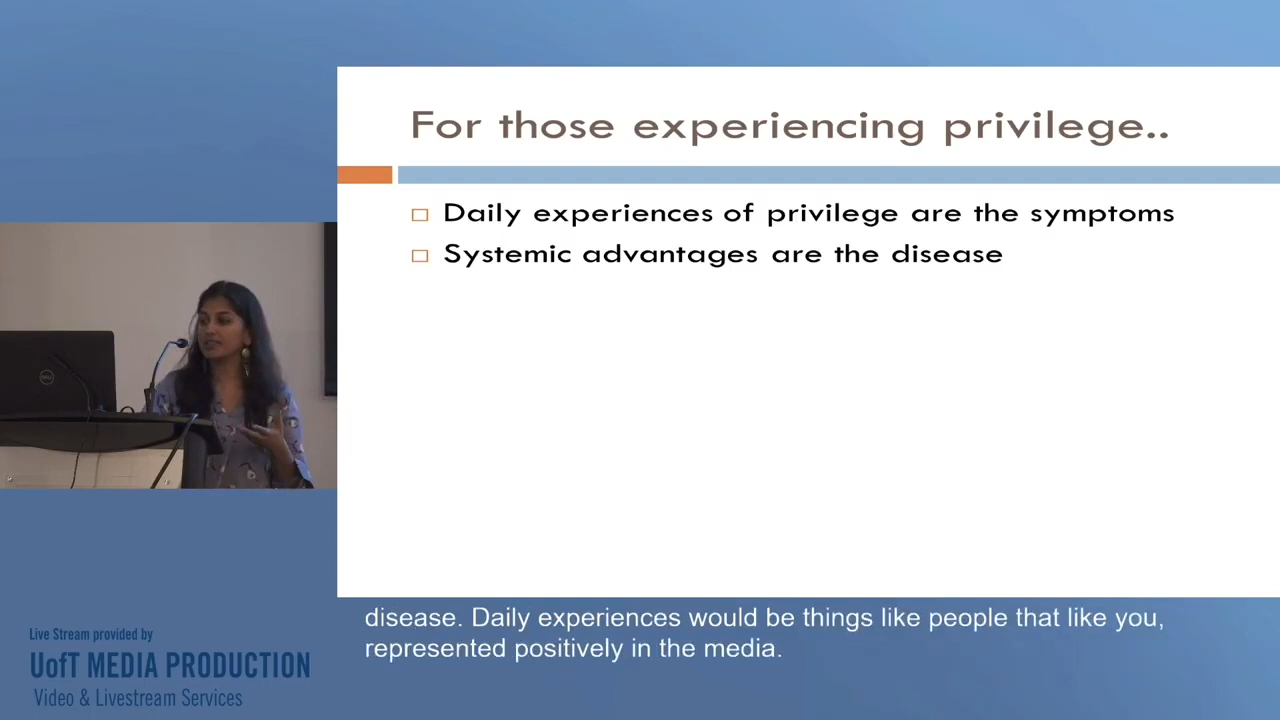 For those experiencing privilege..
Daily experiences of privilege are the symptoms
Systemic advantages are the disease
disease. Daily experiences would be things like people that like you,
represented positively in the media.
Live Stream provided by
UofT MEDIA PRODUCTION
Video & Livestream Services
DELL